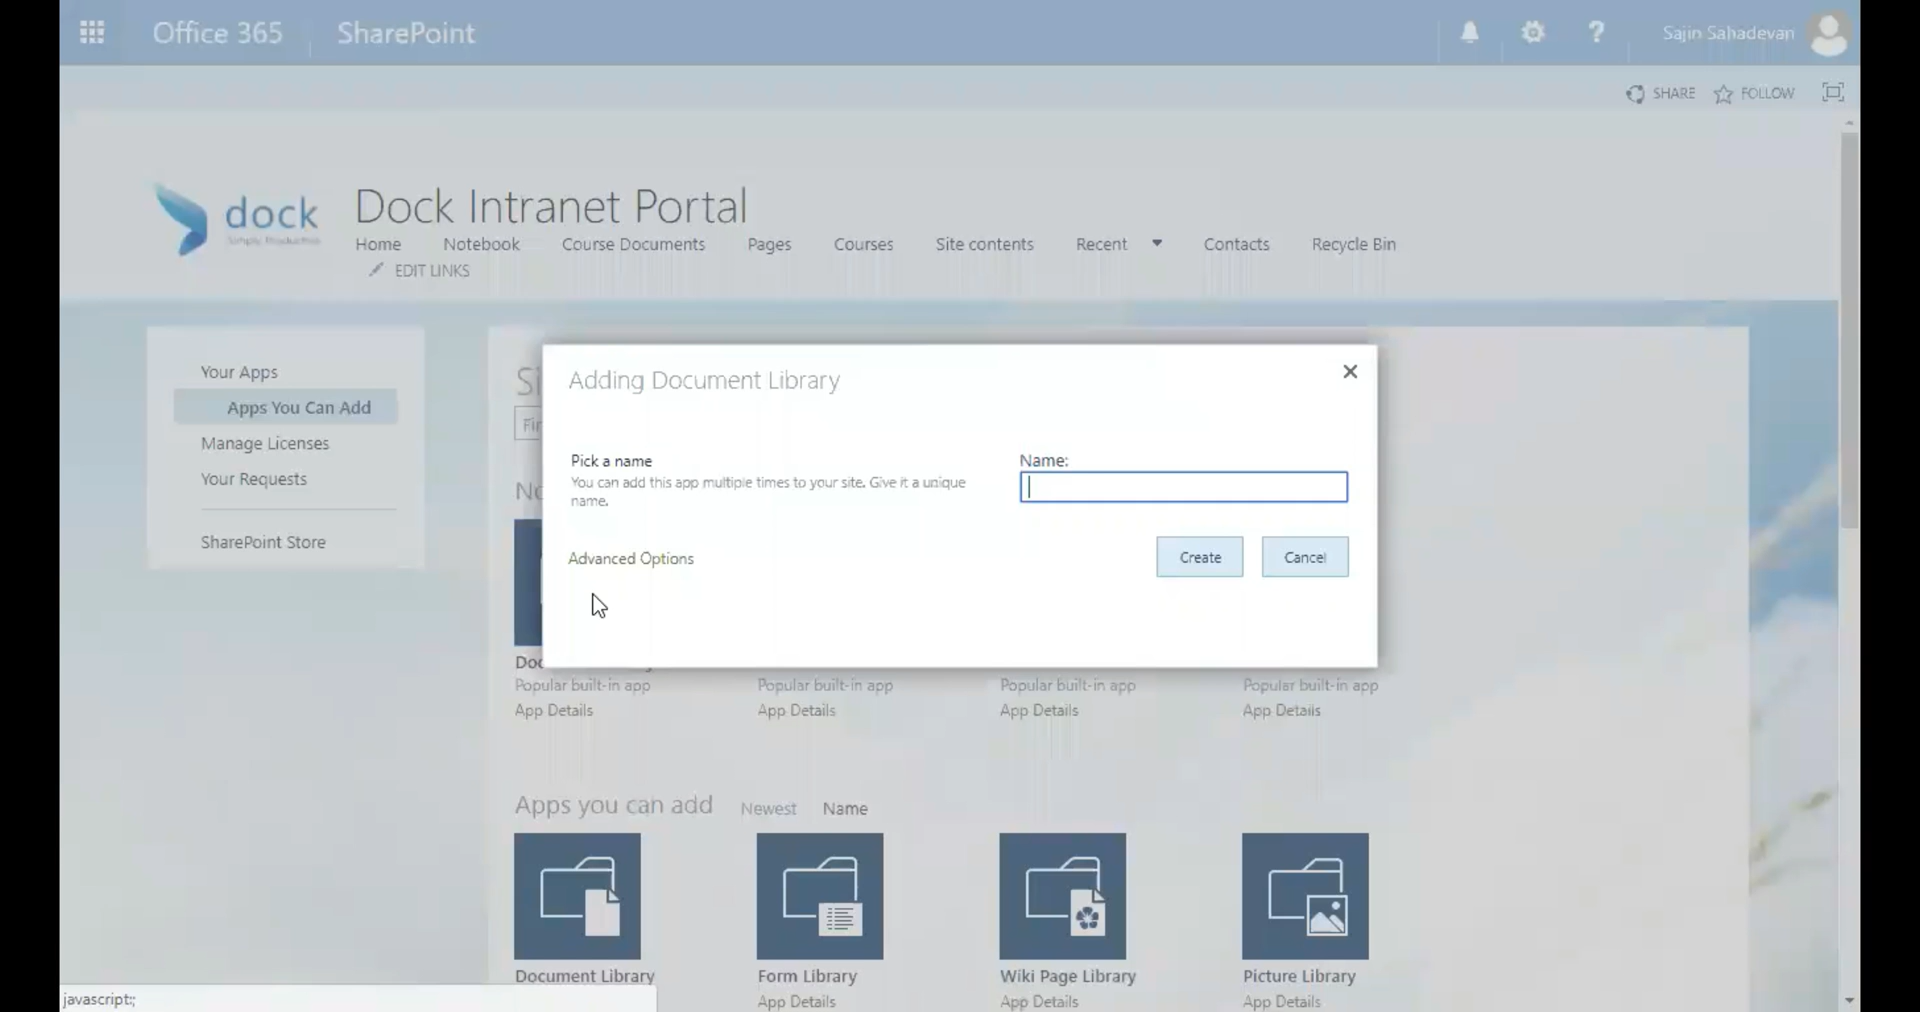 Office 365
SharePoint
Sajin Sahadevan
SHARE
FOLLOW
dock
Dock Intranet Portal
Home Notebook Course Documents Pages Courses Site contents Recent Contacts Recycle Bin
EDIT LINKS
Your Apps
Apps You Can Add
Manage Licenses
Your Requests
SharePoint Store
Adding Document Library
Pick a name
You can add this app multiple times to your site. Give it a unique
name.
Name:
Advanced Options
Create
Cancel
Popular built-in app Popular built-in app Popular built-in app Popular built-in app
App Details App Details App Details App Details
Apps you can add Newest Name
Document Library Form Library Wiki Page Library Picture Library
App Details App Details App Details
javascript:;